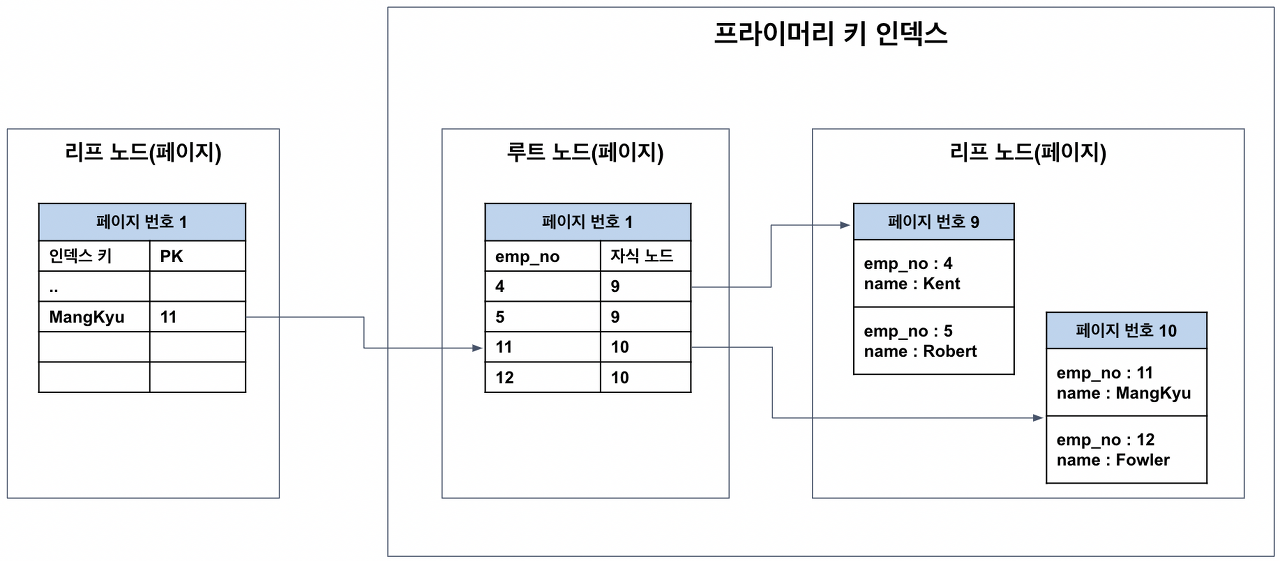 프라이머리 키 인덱스
리프 노드(페이지)
페이지 번호 1
인덱스 키 PK
..
MangKyu 11
루트 노드(페이지)
페이지 번호 1
emp_no 자식 노드
4 9
5 9
11 10
12 10
리프 노드(페이지)
페이지 번호 9
emp_no : 4
name : Kent
emp_no : 5
name : Robert
페이지 번호 10
emp_no : 11
name : MangKyu
emp_no : 12
name : Fowler